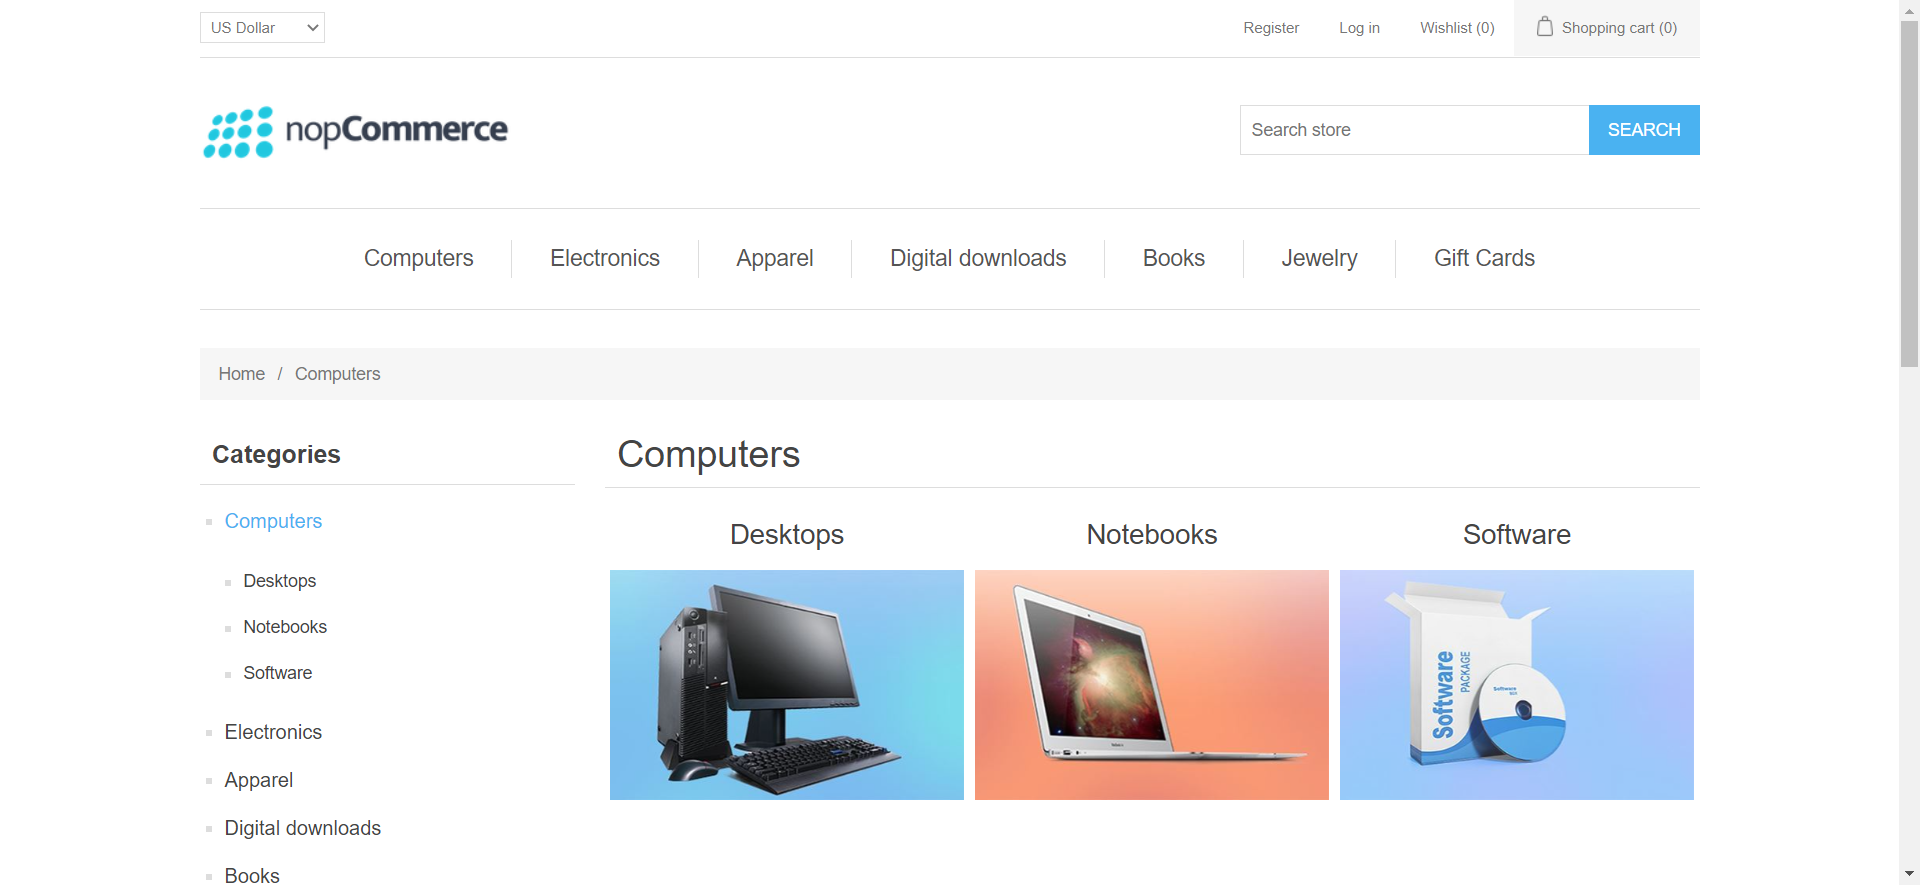 US Dollar
Register
Log in
Wishlist (0)
Shopping cart (0)
nopCommerce
Search store
SEARCH
Computers
Electronics
Apparel
Digital downloads
Books
Jewelry
Gift Cards
Home / Computers
Categories
Computers
Desktops
Notebooks
Software
Electronics
Apparel
Digital downloads
Books
Computers
Desktops
Notebooks
Software
Software
PACKAGE
Software